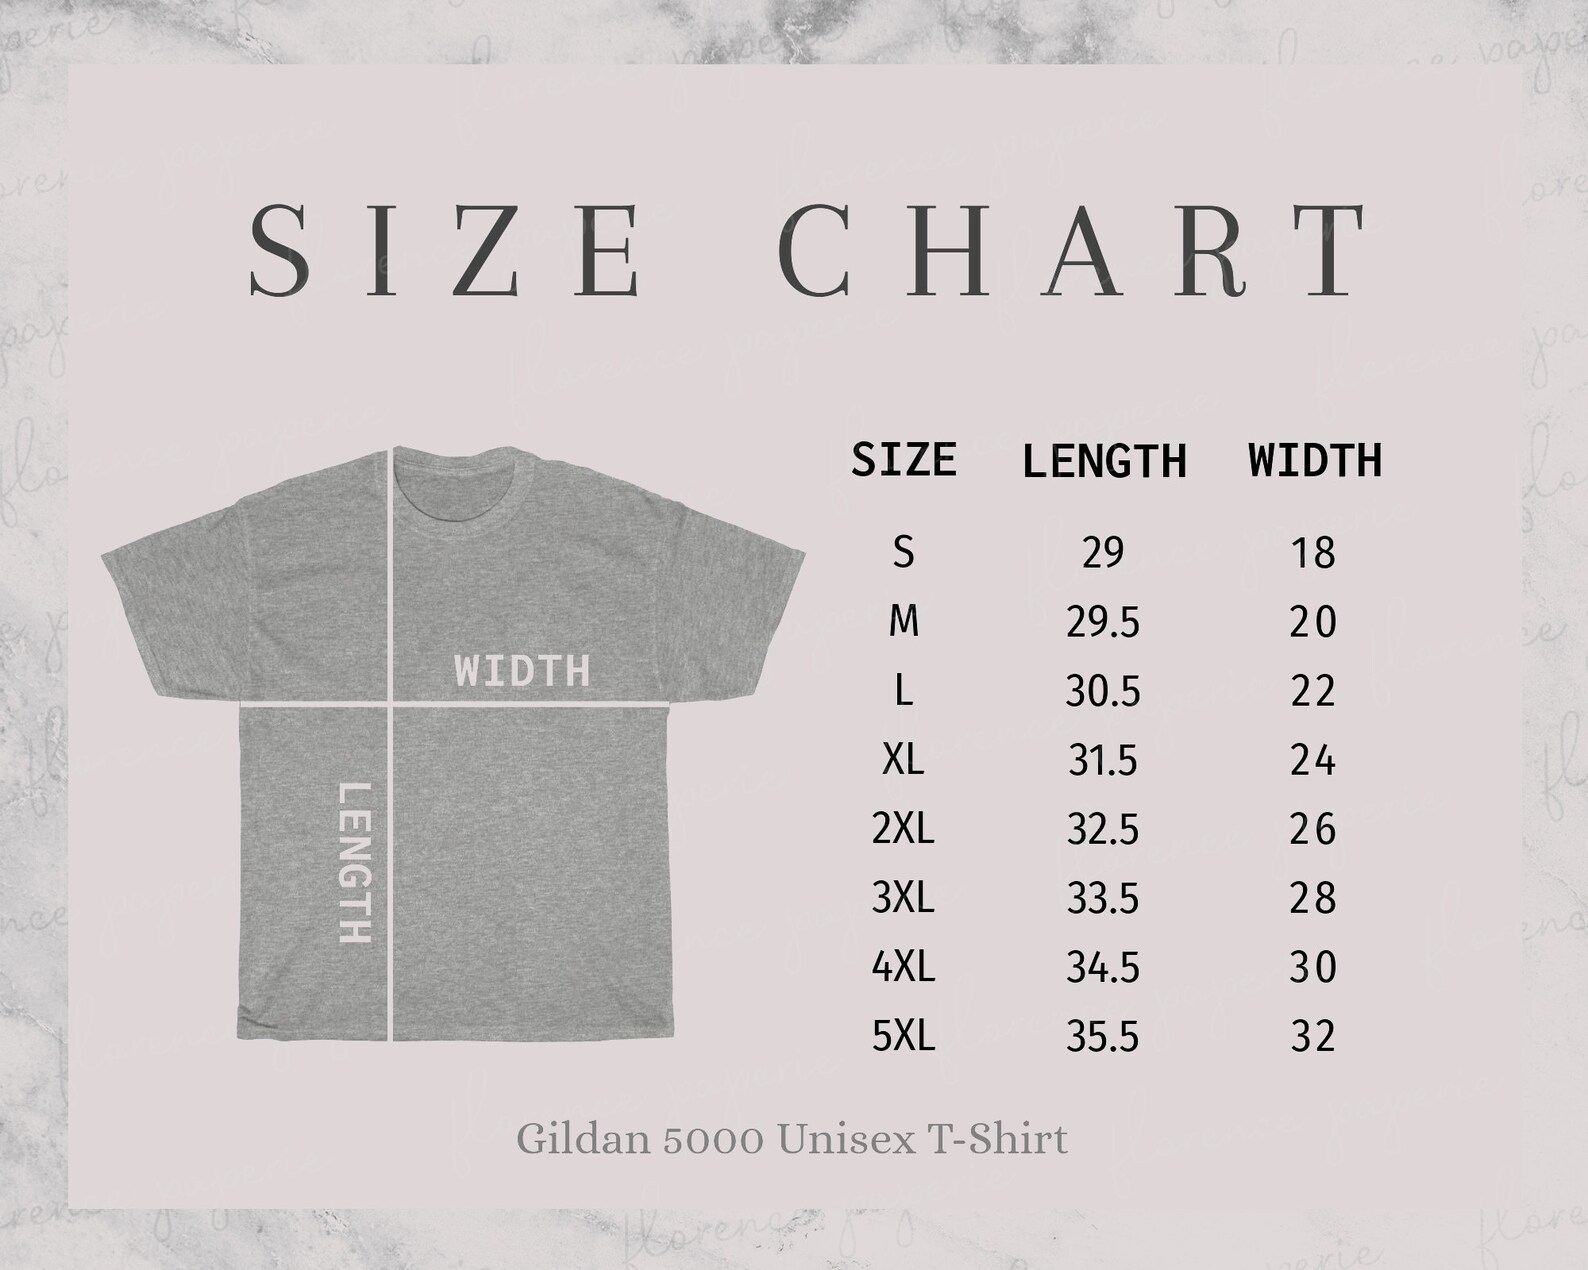 SIZE CHART
SIZE LENGTH WIDTH
S 29 18
M 29.5 20
L 30.5 22
XL 31.5 24
2XL 32.5 26
3XL 33.5 28
4XL 34.5 30
5XL 35.5 32
WIDTH
LENGTH
Gildan 5000 Unisex T-Shirt
florence paperie